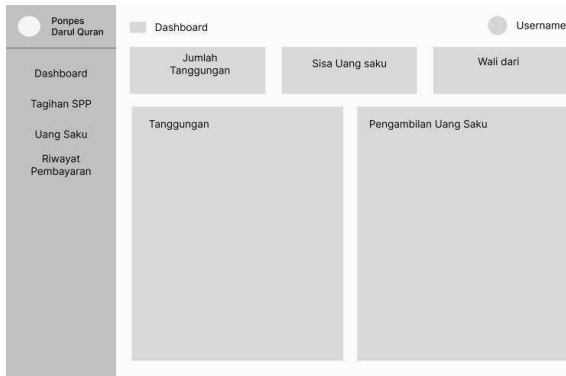 Ponpes
Darul Quran
Dashboard
Tagihan SPP
Uang Saku
Riwayat
Pembayaran
Dashboard
Username
Jumlah
Tanggungan
Sisa Uang saku
Wali dari
Tanggungan
Pengambilan Uang Saku